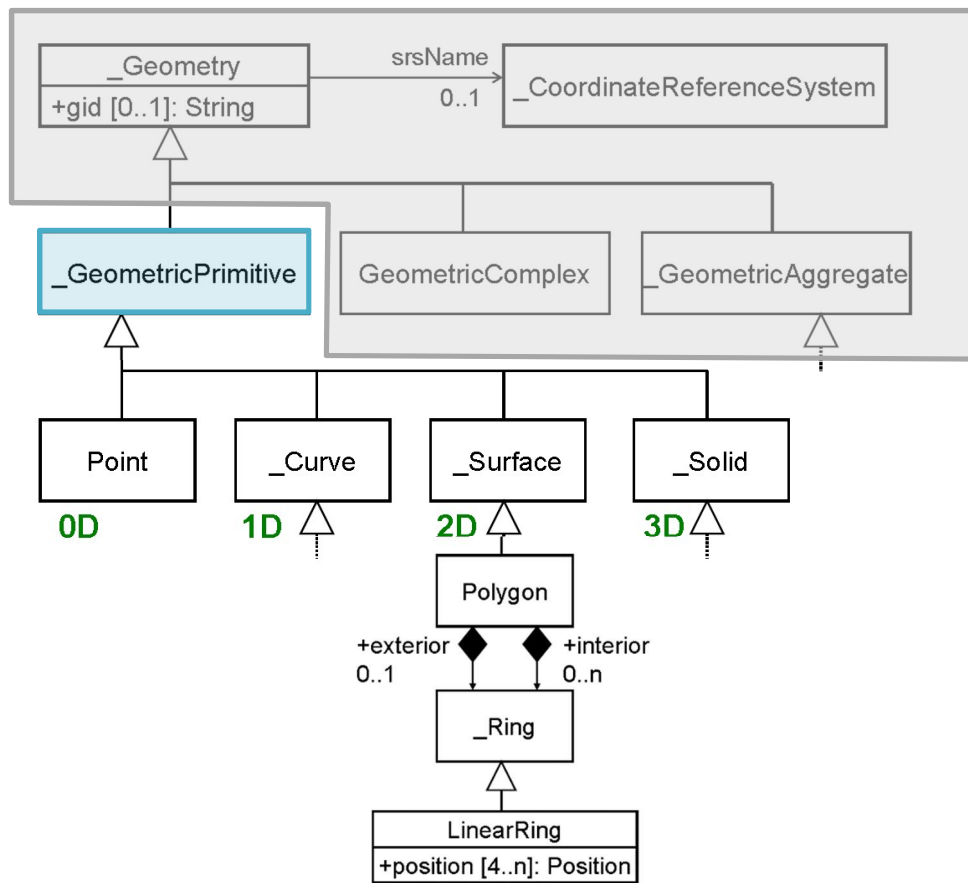 _Geometry
+gid [0..1]: String
srsName
0..1
_CoordinateReferenceSystem
_GeometricPrimitive
GeometricComplex
_GeometricAggregate
Point
_Curve
_Surface
_Solid
0D
1D
2D
3D
Polygon
+exterior
0..1
+interior
0..n
_Ring
LinearRing
+position [4..n]: Position